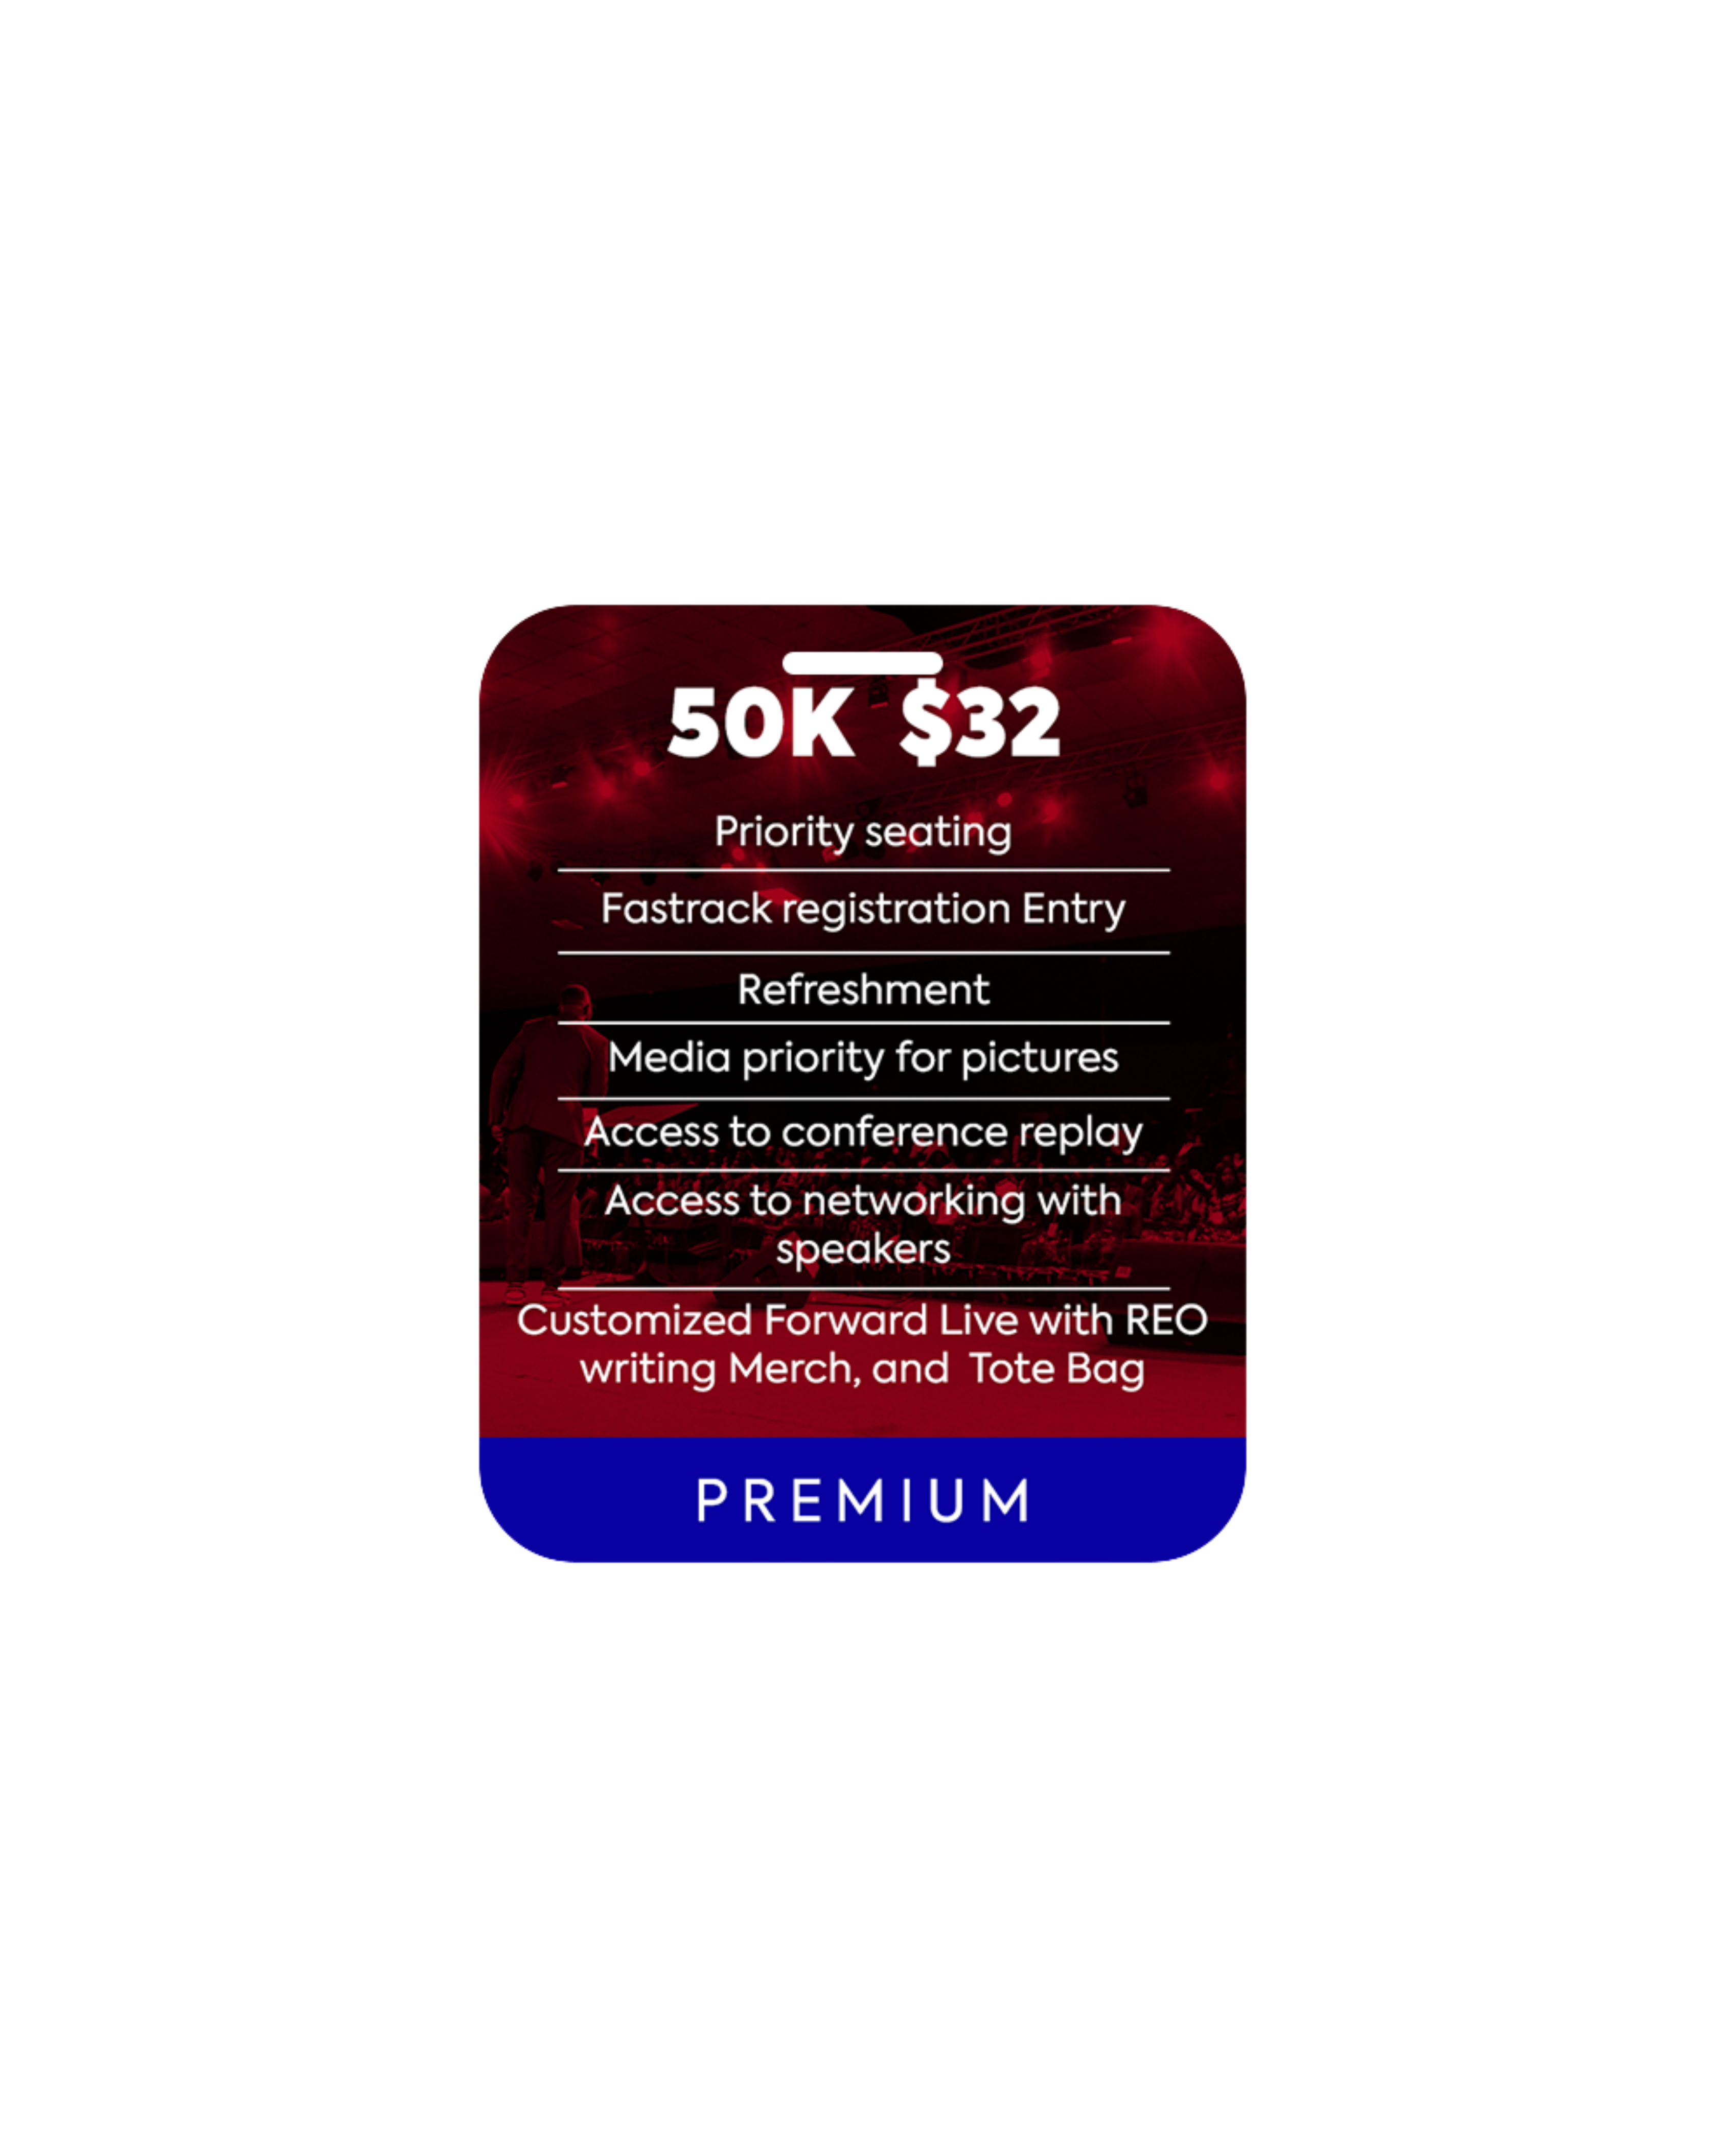 50K $32
Priority seating
Fastrack registration Entry
Refreshment
Media priority for pictures
Access to conference replay
Access to networking with
speakers
Customized Forward Live with REO
writing Merch, and Tote Bag
PREMIUM